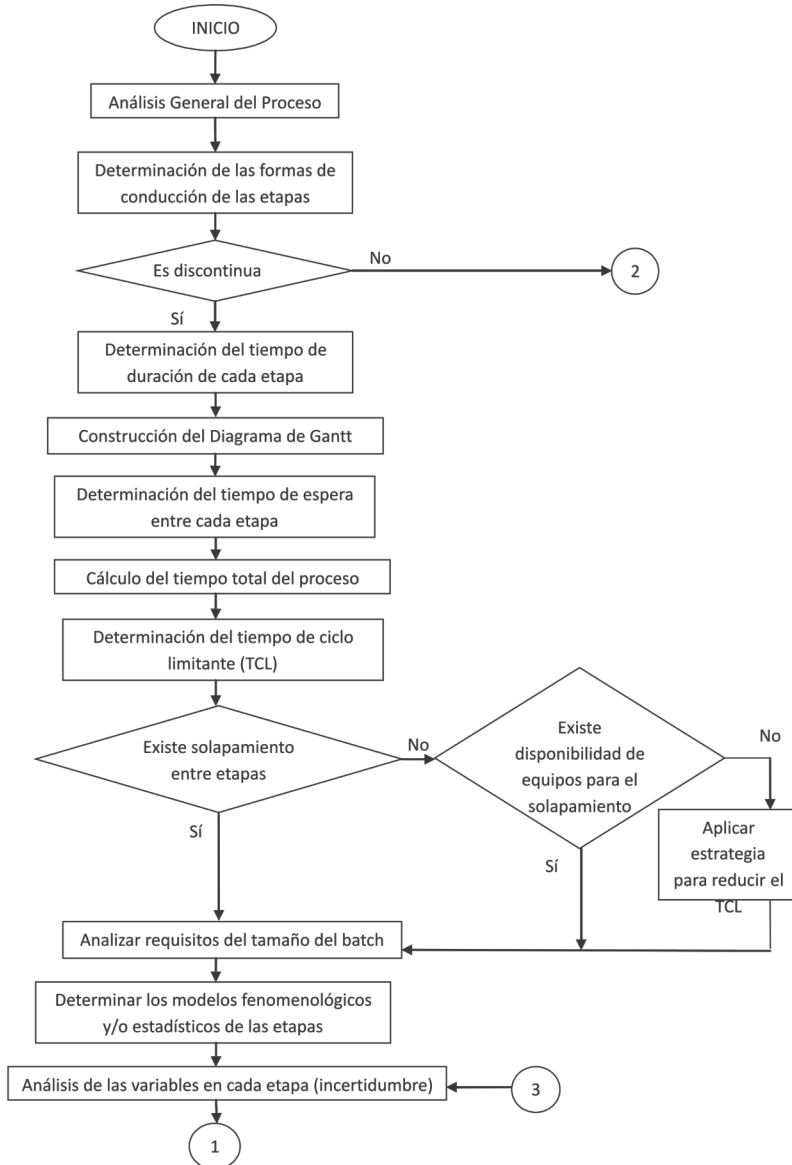 INICIO
Análisis General del Proceso
Determinación de las formas de
conducción de las etapas
Es discontinua
No
2
Sí
Determinación del tiempo de
duración de cada etapa
Construcción del Diagrama de Gantt
Determinación del tiempo de espera
entre cada etapa
Cálculo del tiempo total del proceso
Determinación del tiempo de ciclo
limitante (TCL)
Existe solapamiento
entre etapas
No
Existe
disponibilidad de
equipos para el
solapamiento
No
Sí
Sí
Aplicar
estrategia
para reducir el
TCL
Analizar requisitos del tamaño del batch
Determinar los modelos fenomenológicos
y/o estadísticos de las etapas
Análisis de las variables en cada etapa (incertidumbre)
3
1